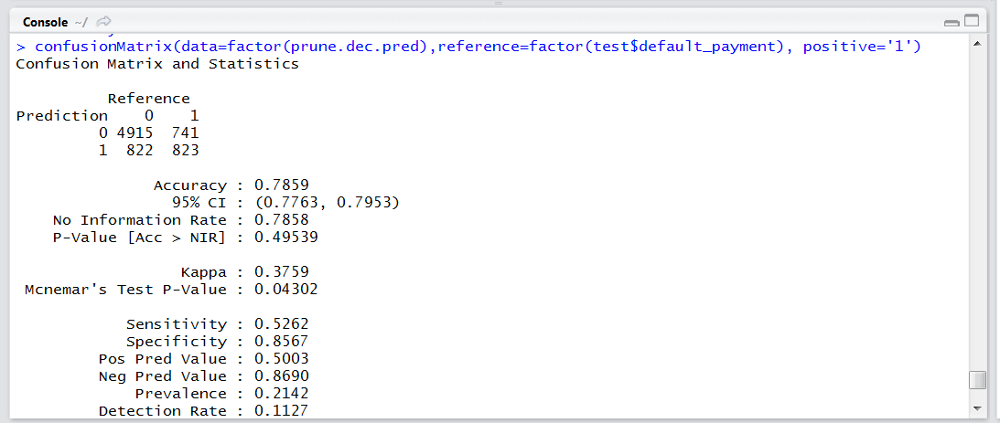 Console ~/
> confusionMatrix(data=factor(prune.dec.pred),reference=factor(test$default_payment), positive='1')
Confusion Matrix and Statistics
Reference
Prediction 0 1
0 4915 741
1 822 823
Accuracy : 0.7859
95% CI : (0.7763, 0.7953)
No Information Rate : 0.7858
P-Value [Acc > NIR] : 0.49539
Kappa : 0.3759
Mcnemar's Test P-Value : 0.04302
Sensitivity : 0.5262
Specificity : 0.8567
Pos Pred Value : 0.5003
Neg Pred Value : 0.8690
Prevalence : 0.2142
Detection Rate : 0.1127